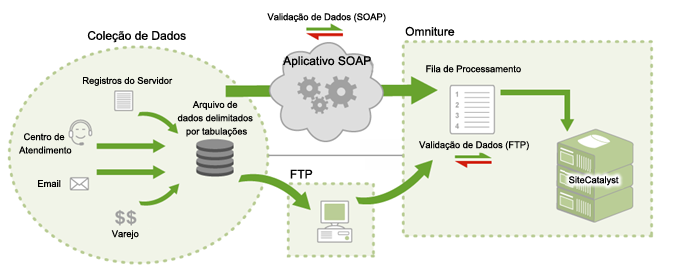 Validação de Dados (SOAP)
Coleção de Dados
Omniture
Registros do Servidor
Aplicativo SOAP
Fila de Processamento
Arquivo de
dados delimitados
por tabulações
1
2
3
4
Centro de
Atendimento
Validação de Dados (FTP)
Email
FTP
SiteCatalyst
$$
Varejo